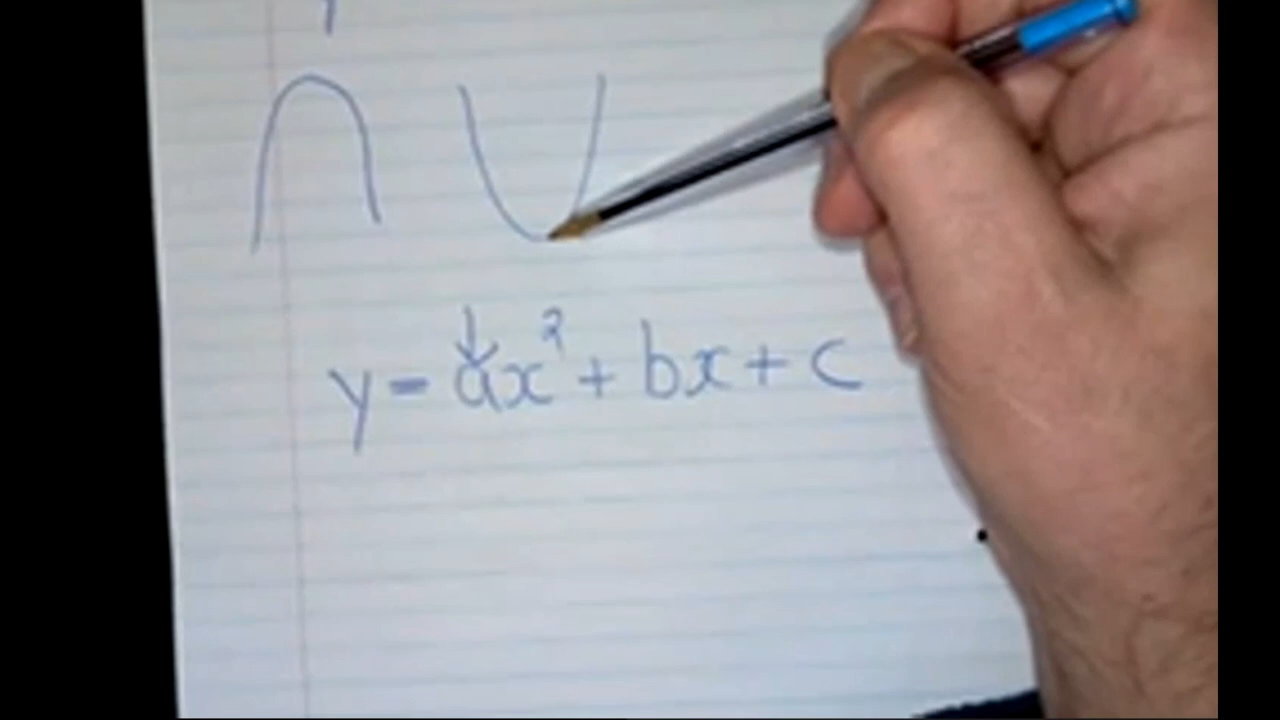 y = ax² + bx + c